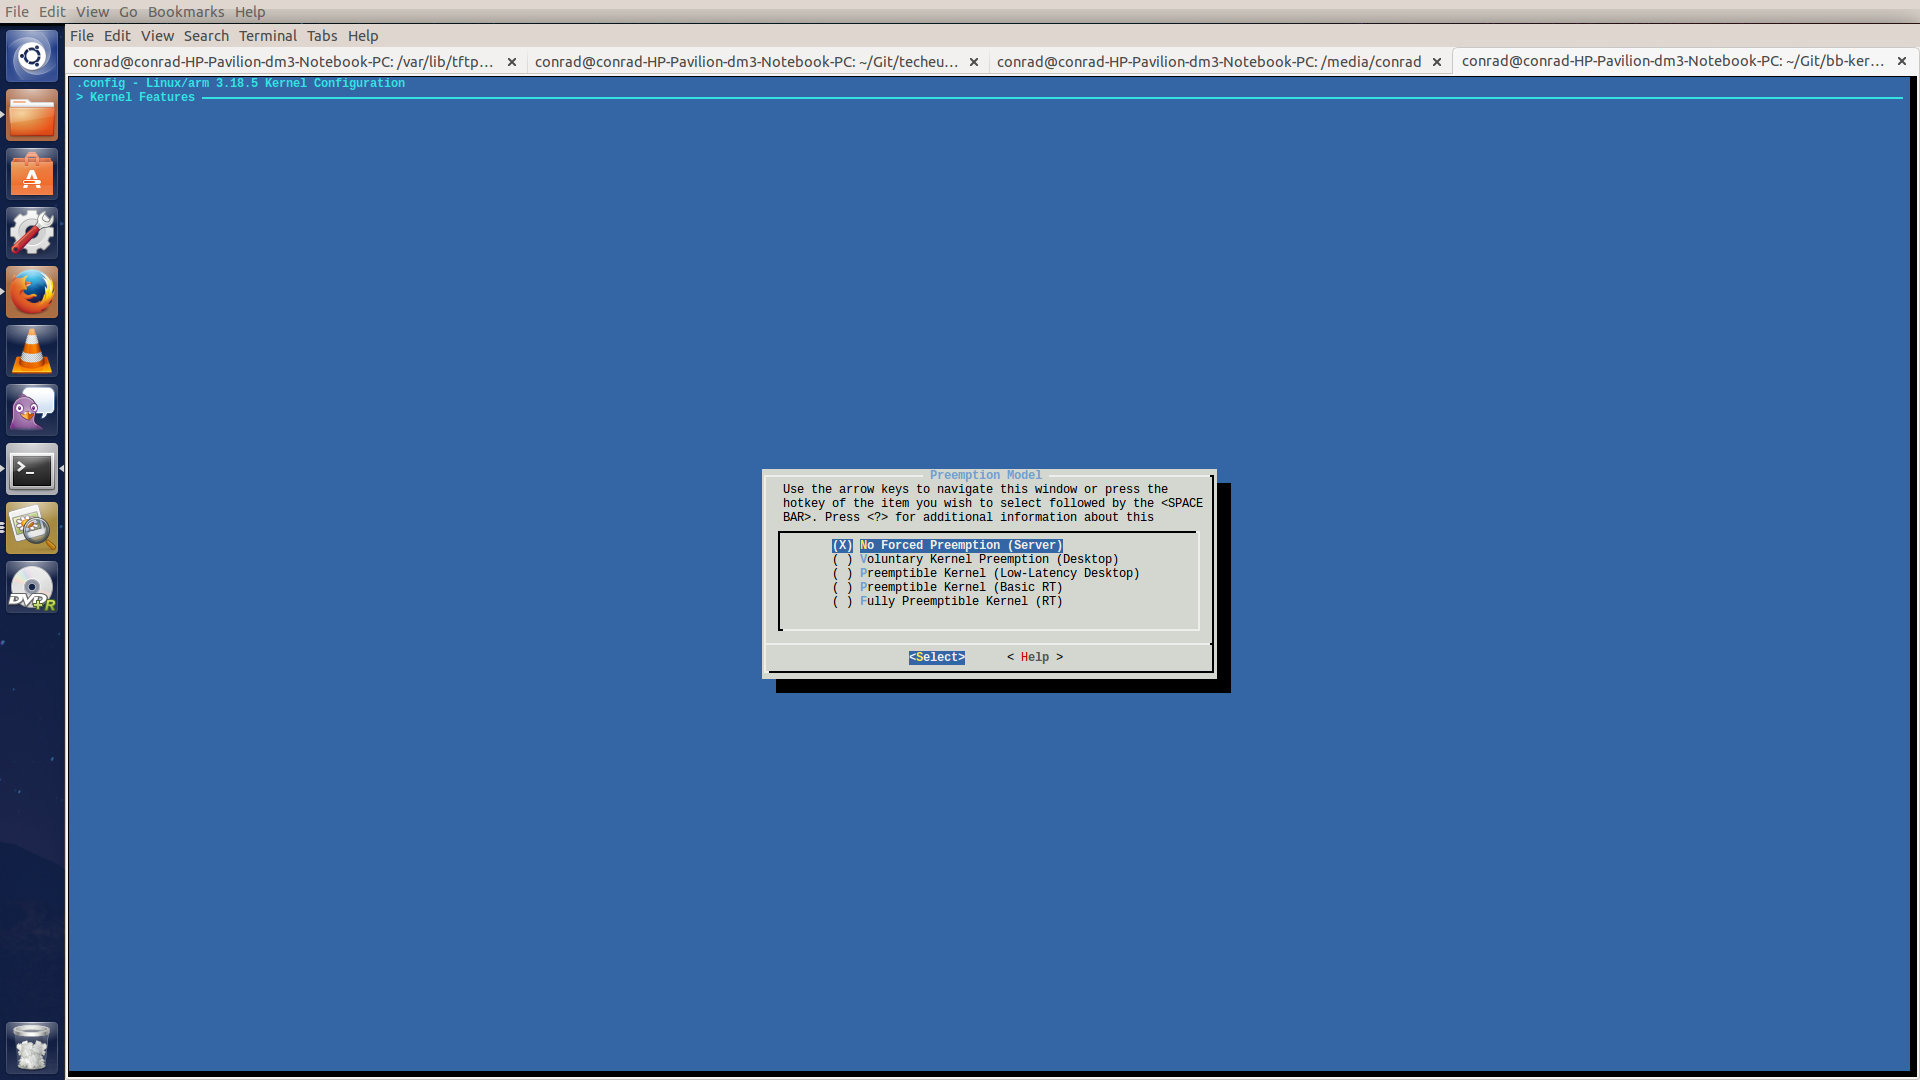 File Edit View Go Bookmarks Help
File Edit View Search Terminal Tabs Help
conrad@conrad-HP-Pavilion-dm3-Notebook-PC: /var/lib/tftp... × conrad@conrad-HP-Pavilion-dm3-Notebook-PC: ~/Git/techeu... × conrad@conrad-HP-Pavilion-dm3-Notebook-PC: /media/conrad × conrad@conrad-HP-Pavilion-dm3-Notebook-PC: ~/Git/bb-ker... ×
.config - Linux/arm 3.18.5 Kernel Configuration
> Kernel Features
Preemption Model
Use the arrow keys to navigate this window or press the
hotkey of the item you wish to select followed by the <SPACE
BAR>. Press <?> for additional information about this
(X) No Forced Preemption (Server)
( ) Voluntary Kernel Preemption (Desktop)
( ) Preemptible Kernel (Low-Latency Desktop)
( ) Preemptible Kernel (Basic RT)
( ) Fully Preemptible Kernel (RT)
<Select> < Help >
A
>_
DVD+R